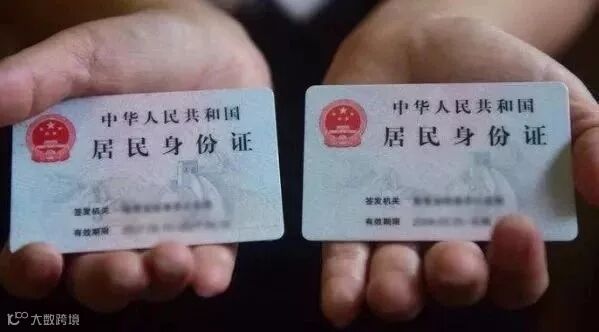 中华人民共和国
居民身份证
签发机关
有效期限
中华人民共和国
居民身份证
签发机关
有效期限
大数跨境